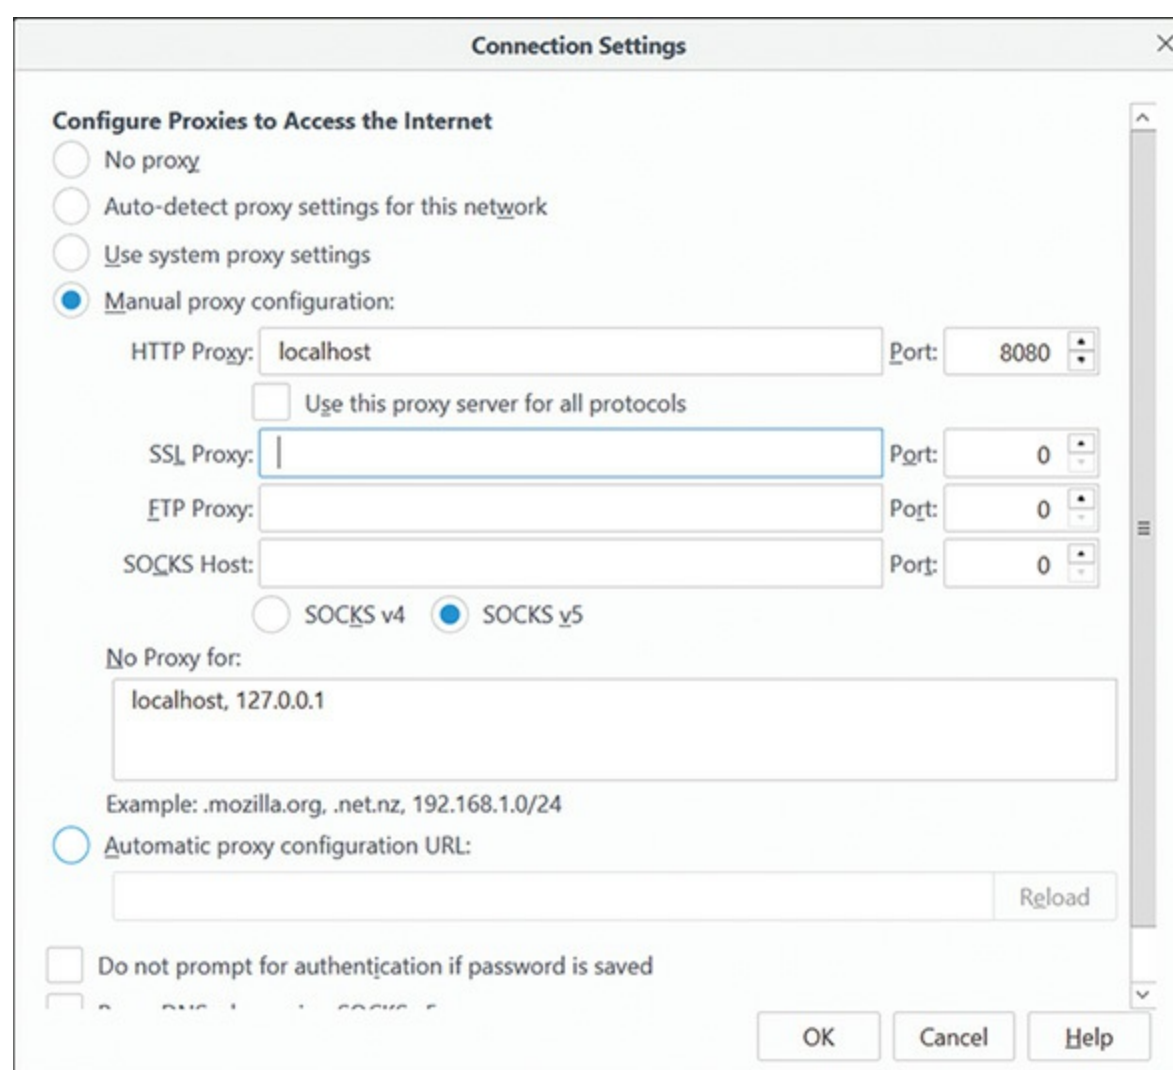 Connection Settings
Configure Proxies to Access the Internet
No proxy
Auto-detect proxy settings for this network
Use system proxy settings
Manual proxy configuration:
HTTP Proxy: localhost Port: 8080
Use this proxy server for all protocols
SSL Proxy: Port: 0
FTP Proxy: Port: 0
SOCKS Host: Port: 0
SOCKS v4 SOCKS v5
No Proxy for:
localhost, 127.0.0.1
Example: .mozilla.org, .net.nz, 192.168.1.0/24
Automatic proxy configuration URL:
Reload
Do not prompt for authentication if password is saved
OK Cancel Help